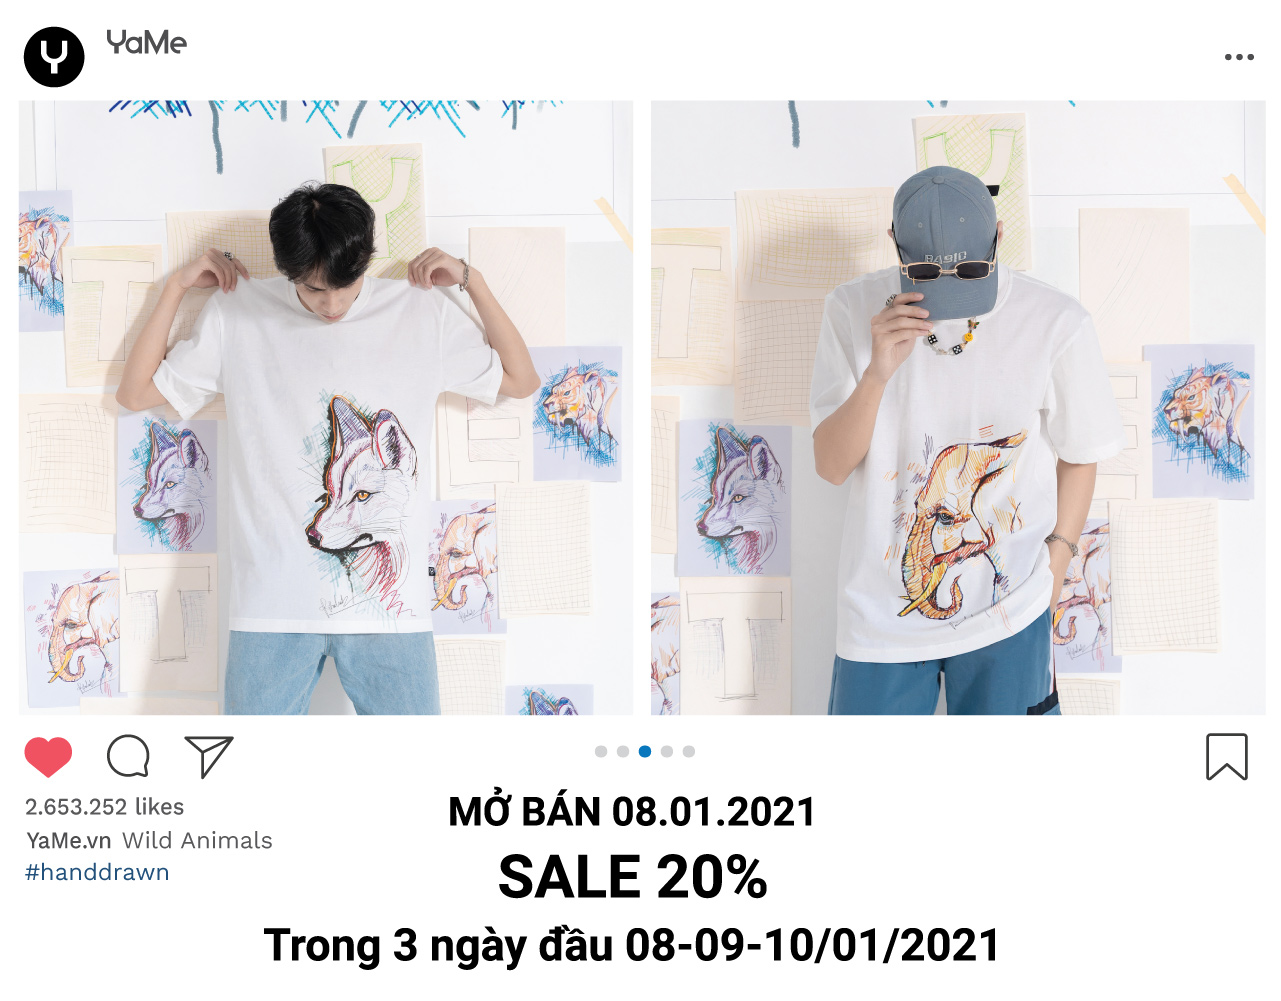 Y
YaMe
Y
Y
BASIC
T
T
E
E
T
T
2.653.252 likes
YaMe.vn Wild Animals
#handdrawn
MỞ BÁN 08.01.2021
SALE 20%
Trong 3 ngày đầu 08-09-10/01/2021